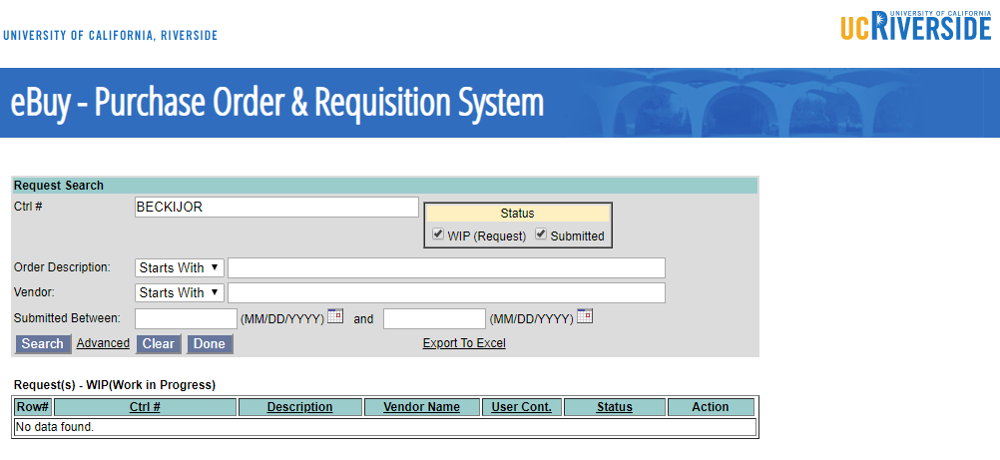 UNIVERSITY OF CALIFORNIA, RIVERSIDE
UNIVERSITY OF CALIFORNIA
UCRIVERSIDE
eBuy - Purchase Order & Requisition System
Request Search
Ctrl # BECKIJOR
Status
WIP (Request) Submitted
Order Description: Starts With
Vendor: Starts With
Submitted Between: (MM/DD/YYYY) and (MM/DD/YYYY)
Search Advanced Clear Done Export To Excel
Request(s) - WIP(Work in Progress)
Row# Ctrl # Description Vendor Name User Cont. Status Action
No data found.